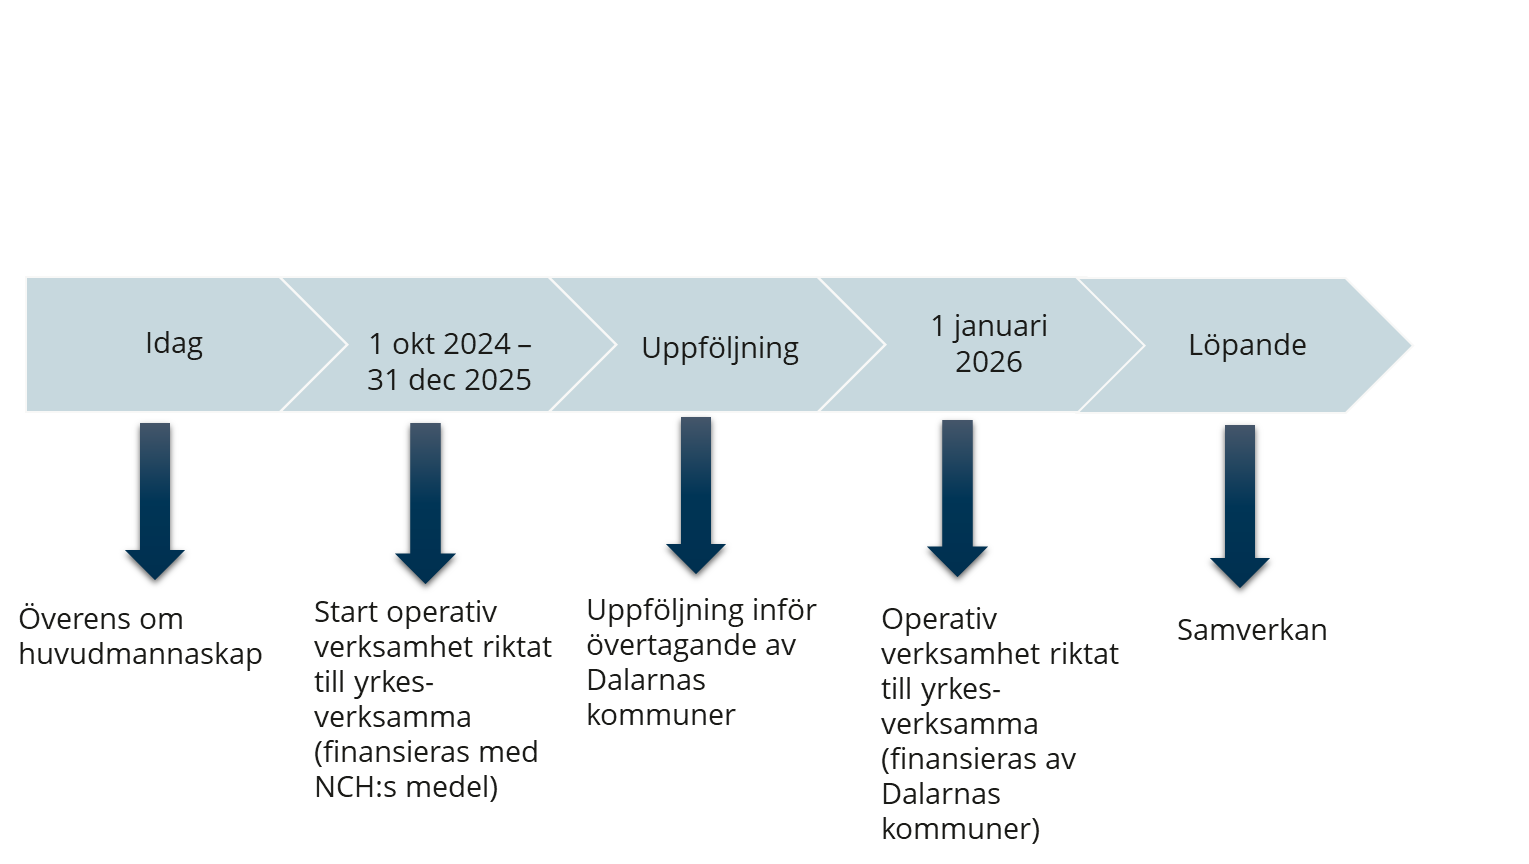 Idag
1 okt 2024 –
31 dec 2025
Uppföljning
1 januari
2026
Löpande
Överens om
huvudmannaskap
Start operativ
verksamhet riktat
till yrkes-
verksamma
(finansieras med
NCH:s medel)
Uppföljning inför
övertagande av
Dalarnas
kommuner
Operativ
verksamhet riktat
till yrkes-
verksamma
(finansieras av
Dalarnas
kommuner)
Samverkan